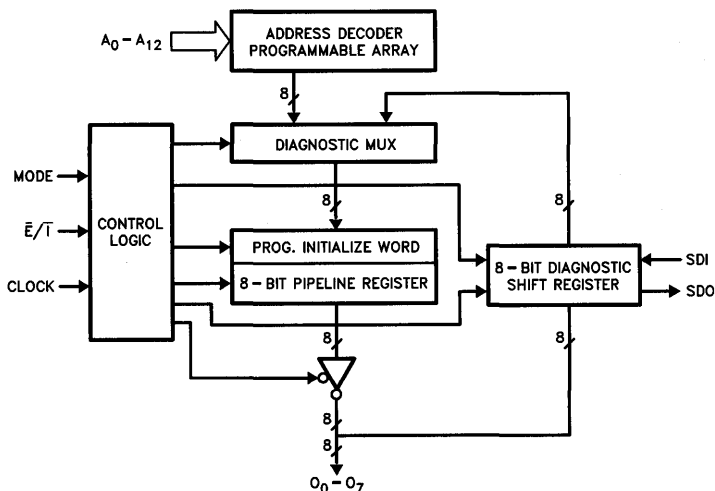 A₀ – A₁₂
ADDRESS DECODER
PROGRAMMABLE ARRAY
8
DIAGNOSTIC MUX
MODE
8
8
E̅/I̅
CONTROL
LOGIC
PROG. INITIALIZE WORD
8 – BIT DIAGNOSTIC
SHIFT REGISTER
SDI
CLOCK
8 – BIT PIPELINE REGISTER
SDO
8
8
8
8
O₀ – O₇